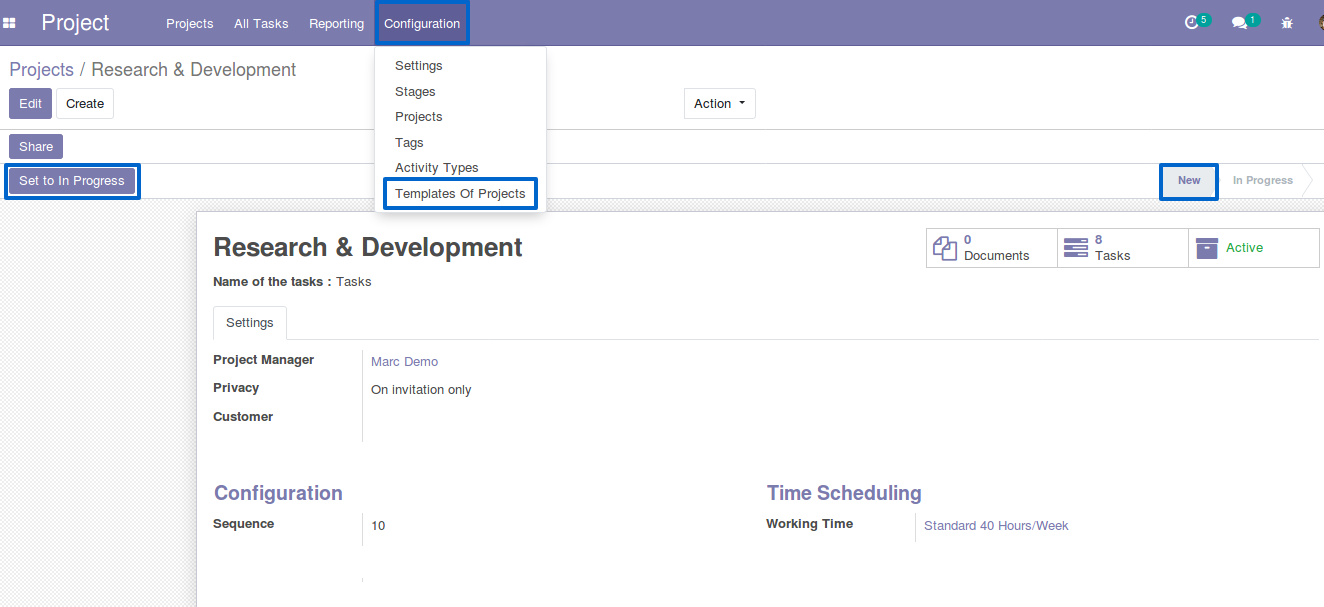 Project Projects All Tasks Reporting Configuration 5 1
Projects / Research & Development
Edit Create Action
Share
Set to In Progress New In Progress
Settings
Stages
Projects
Tags
Activity Types
Templates Of Projects
Research & Development
0 Documents 8 Tasks Active
Name of the tasks : Tasks
Settings
Project Manager Marc Demo
Privacy On invitation only
Customer
Configuration Time Scheduling
Sequence 10 Working Time Standard 40 Hours/Week